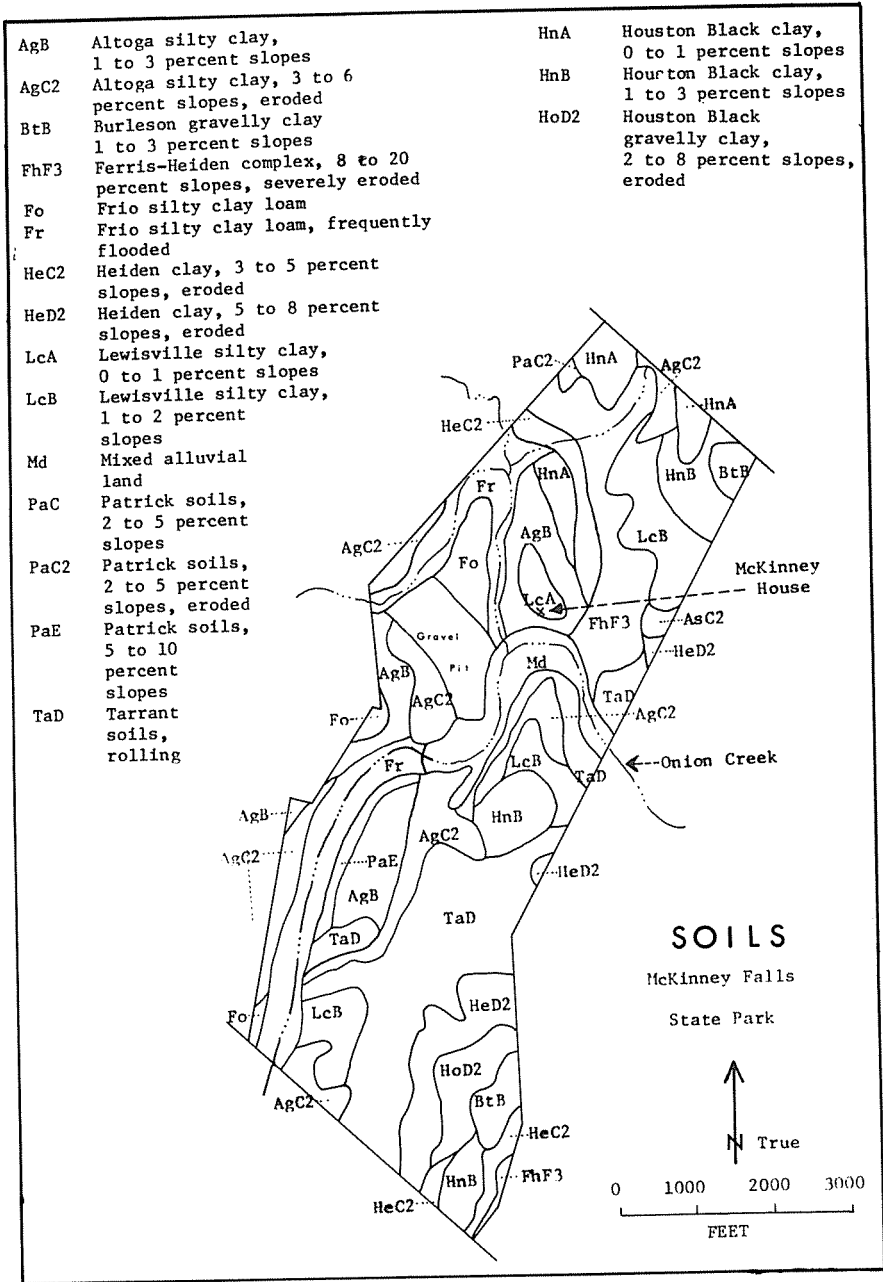 AgB Altoga silty clay,
1 to 3 percent slopes
AgC2 Altoga silty clay, 3 to 6
percent slopes, eroded
BtB Burleson gravelly clay
1 to 3 percent slopes
FhF3 Ferris-Heiden complex, 8 to 20
percent slopes, severely eroded
Fo Frio silty clay loam
Fr Frio silty clay loam, frequently
flooded
HeC2 Heiden clay, 3 to 5 percent
slopes, eroded
HeD2 Heiden clay, 5 to 8 percent
slopes, eroded
LcA Lewisville silty clay,
0 to 1 percent slopes
LcB Lewisville silty clay,
1 to 2 percent
slopes
Md Mixed alluvial
land
PaC Patrick soils,
2 to 5 percent
slopes
PaC2 Patrick soils,
2 to 5 percent
slopes, eroded
PaE Patrick soils,
5 to 10
percent
slopes
TaD Tarrant
soils,
rolling
HnA Houston Black clay,
0 to 1 percent slopes
HnB Hourton Black clay,
1 to 3 percent slopes
HoD2 Houston Black
gravelly clay,
2 to 8 percent slopes,
eroded
PaC2
HnA
AgC2
HnA
HeC2
HnA
HnB
BtB
Fr
AgB
LcB
AgC2
Fo
McKinney
House
LcA
FhF3
AsC2
Gravel
Pit
Md
HeD2
AgB
AgC2
TaD
AgC2
Fo
Fr
LcB
TaD
Onion Creek
AgB
HnB
AgC2
AgC2
PaE
HeD2
AgB
TaD
TaD
SOILS
McKinney Falls
State Park
Fo
LcB
HeD2
HoD2
BtB
AgC2
HeC2
N True
HnB
FhF3
HeC2
0 1000 2000 3000
FEET